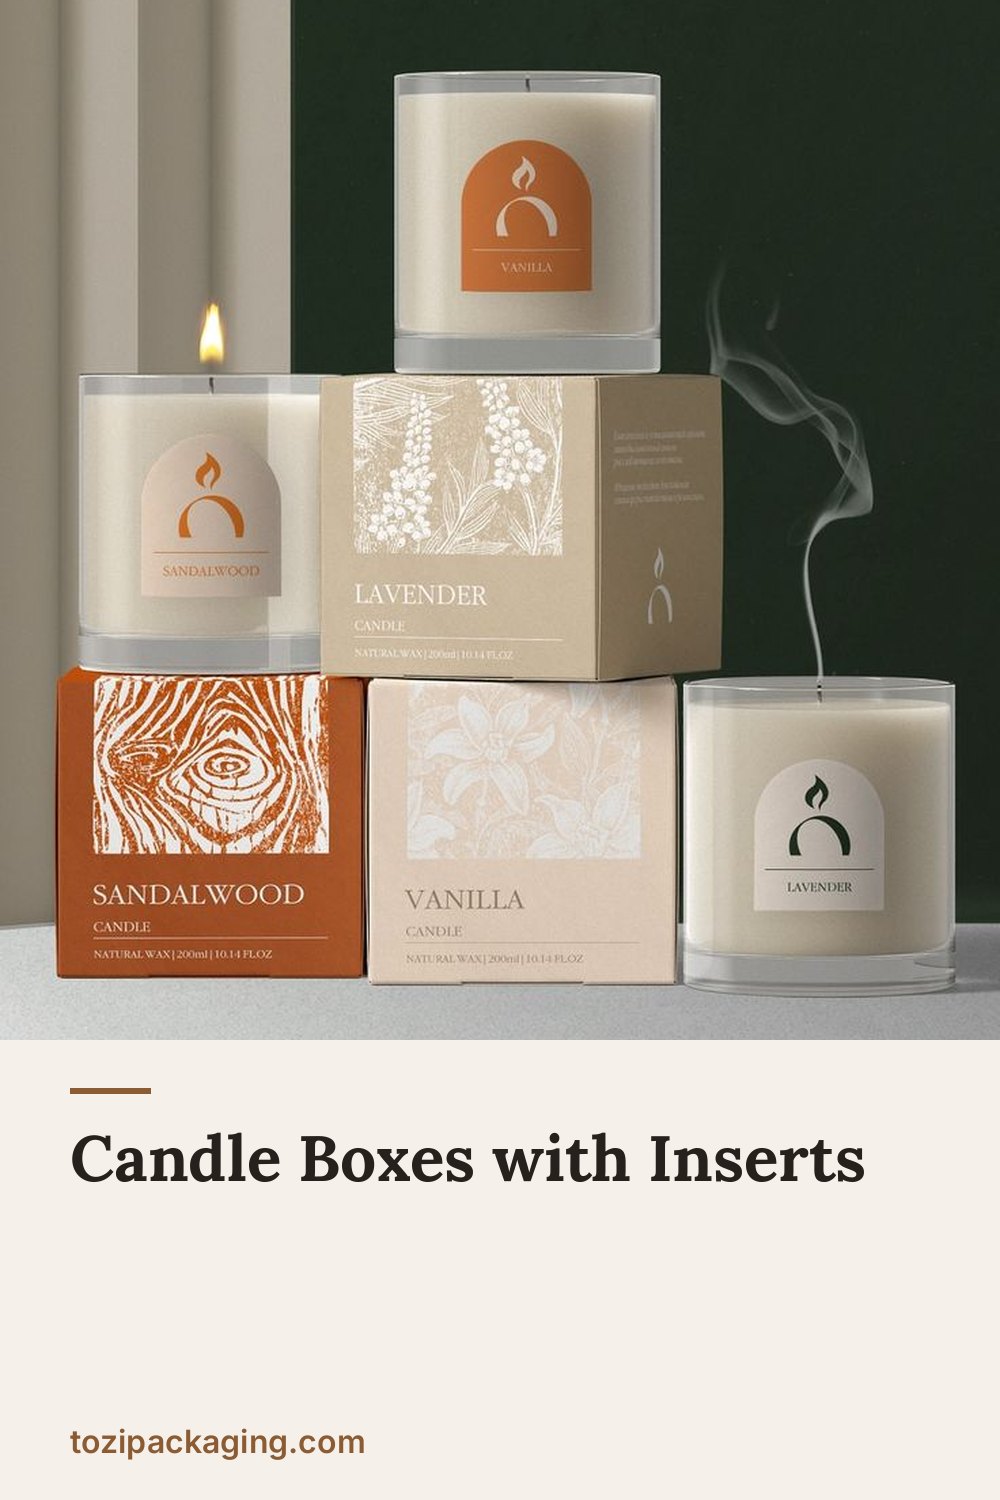 VANILLA
SANDALWOOD
LAVENDER
CANDLE
NATURAL WAX | 200ml | 10.14 FL.OZ
SANDALWOOD
CANDLE
NATURAL WAX | 200ml | 10.14 FL.OZ
VANILLA
CANDLE
NATURAL WAX | 200ml | 10.14 FL.OZ
LAVENDER
Candle Boxes with Inserts
tozipackaging.com